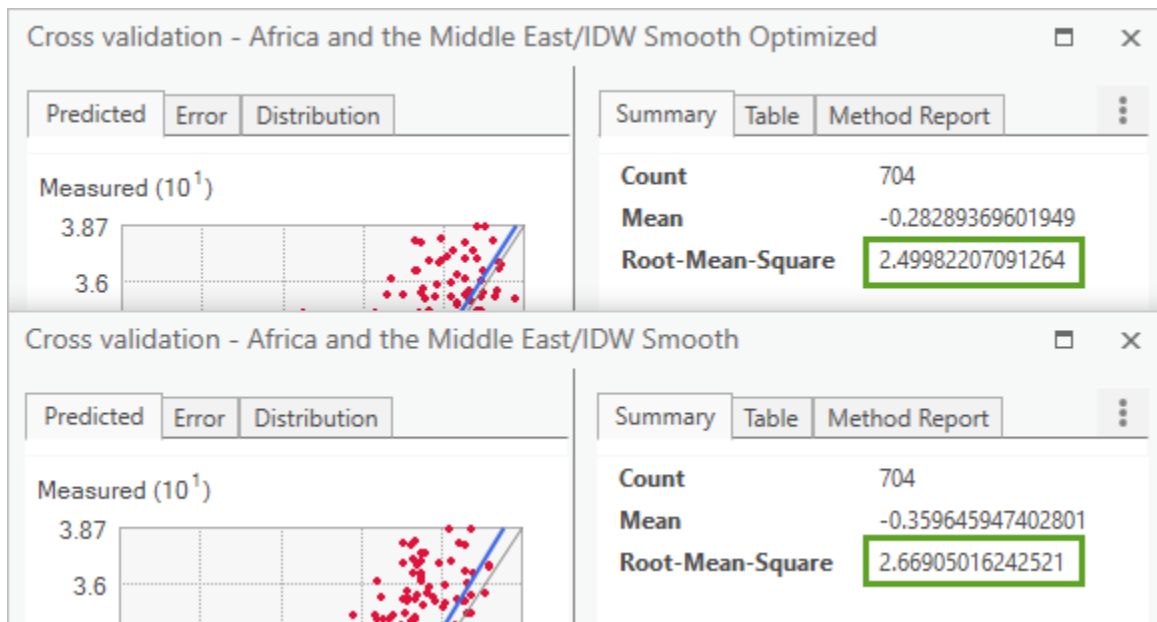 Cross validation - Africa and the Middle East/IDW Smooth Optimized
Predicted Error Distribution
Summary Table Method Report
Measured (10¹)
3.87
3.6
Count 704
Mean -0.28289369601949
Root-Mean-Square 2.49982207091264
Cross validation - Africa and the Middle East/IDW Smooth
Predicted Error Distribution
Summary Table Method Report
Measured (10¹)
3.87
3.6
Count 704
Mean -0.359645947402801
Root-Mean-Square 2.66905016242521